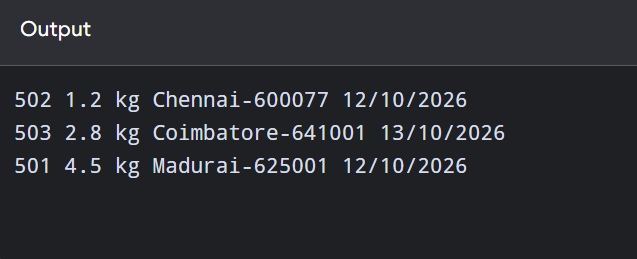 Output
502 1.2 kg Chennai-600077 12/10/2026
503 2.8 kg Coimbatore-641001 13/10/2026
501 4.5 kg Madurai-625001 12/10/2026